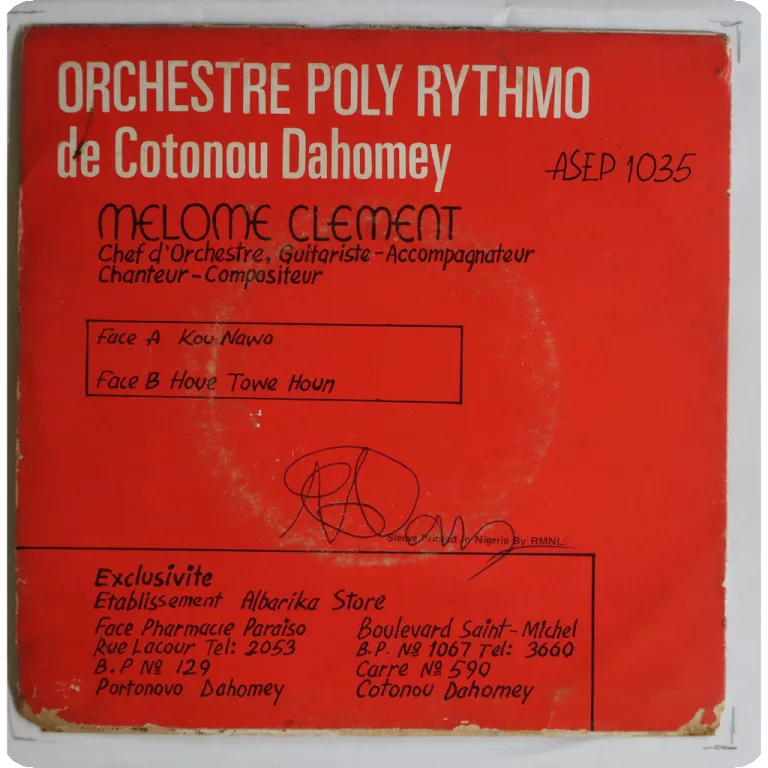 ORCHESTRE POLY RYTHMO
de Cotonou Dahomey
ASEP 1035
MELOME CLEMENT
Chef d'Orchestre, Guitariste-Accompagnateur
Chanteur-Compositeur
Face A Kou Nawo
Face B Houe Towe Houn
Sleeve Printed in Nigeria By RMNL.
Exclusivite
Etablissement Albarika Store
Face Pharmacie Paraiso
Rue Lacour Tel: 2053
B.P Nº 129
Portonovo Dahomey
Boulevard Saint-Michel
B.P. Nº 1067 Tel: 3660
Carre Nº 590
Cotonou Dahomey